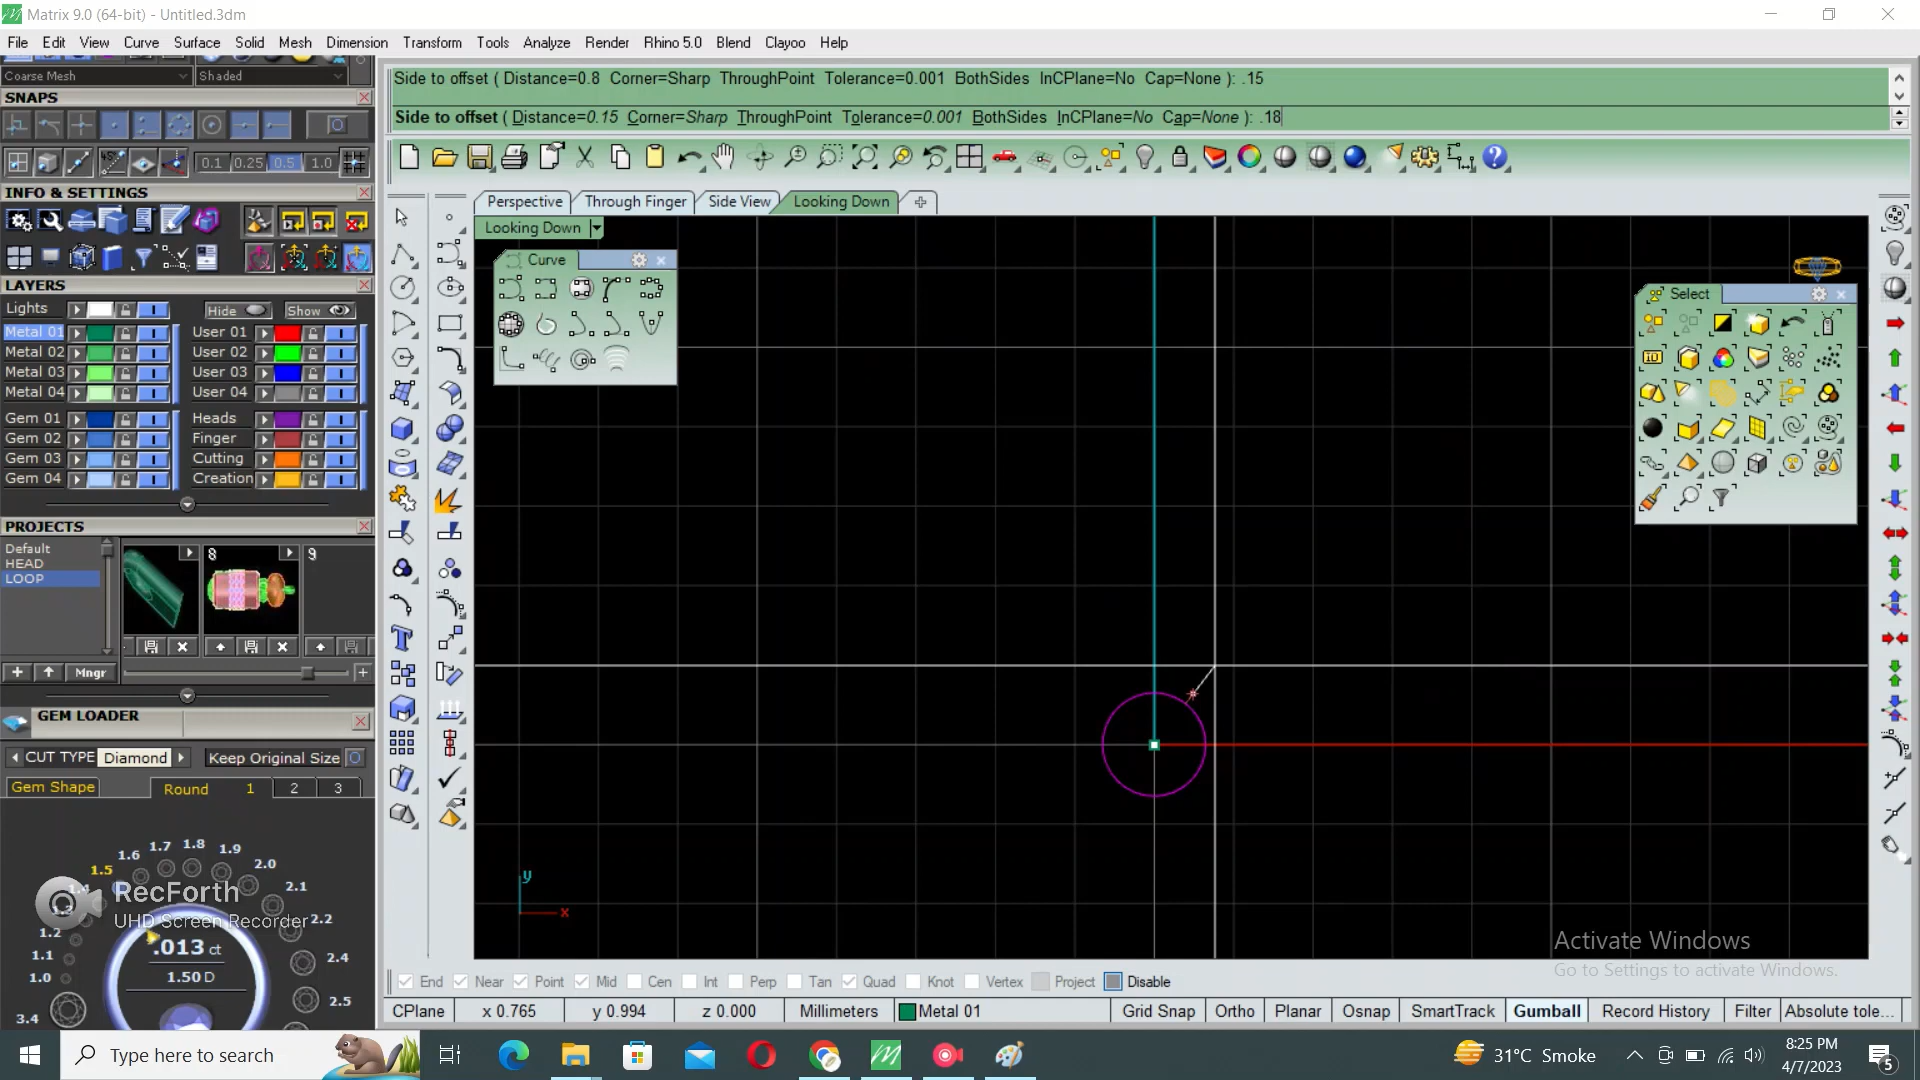 Matrix 9.0 (64-bit) - Untitled.3dm
File Edit View Curve Surface Solid Mesh Dimension Transform Tools Analyze Render Rhino 5.0 Blend Clayoo Help
Coarse Mesh Shaded
SNAPS
0.1 0.25 0.5 1.0
INFO & SETTINGS
LAYERS
Lights Hide Show
Metal 01 User 01
Metal 02 User 02
Metal 03 User 03
Metal 04 User 04
Gem 01 Heads
Gem 02 Finger
Gem 03 Cutting
Gem 04 Creation
PROJECTS
Default
HEAD
LOOP
8 9
Mngr
GEM LOADER
CUT TYPE Diamond Keep Original Size
Gem Shape Round 1 2 3
1.0 1.1 1.2 1.3 1.4 1.5 1.6 1.7 1.8 1.9 2.0 2.1 2.2 2.4 2.5 3.4
RecForth
UHD Screen Recorder
.013 ct
1.50 D
Side to offset ( Distance=0.8 Corner=Sharp ThroughPoint Tolerance=0.001 BothSides InCPlane=No Cap=None ): .15
Side to offset ( Distance=0.15 Corner=Sharp ThroughPoint Tolerance=0.001 BothSides InCPlane=No Cap=None ): .18
Perspective Through Finger Side View Looking Down
Looking Down
Curve
Select
y
x
Activate Windows
Go to Settings to activate Windows.
End Near Point Mid Cen Int Perp Tan Quad Knot Vertex Project Disable
CPlane x 0.765 y 0.994 z 0.000 Millimeters Metal 01 Grid Snap Ortho Planar Osnap SmartTrack Gumball Record History Filter Absolute tole...
Type here to search
31°C Smoke
8:25 PM
4/7/2023
5